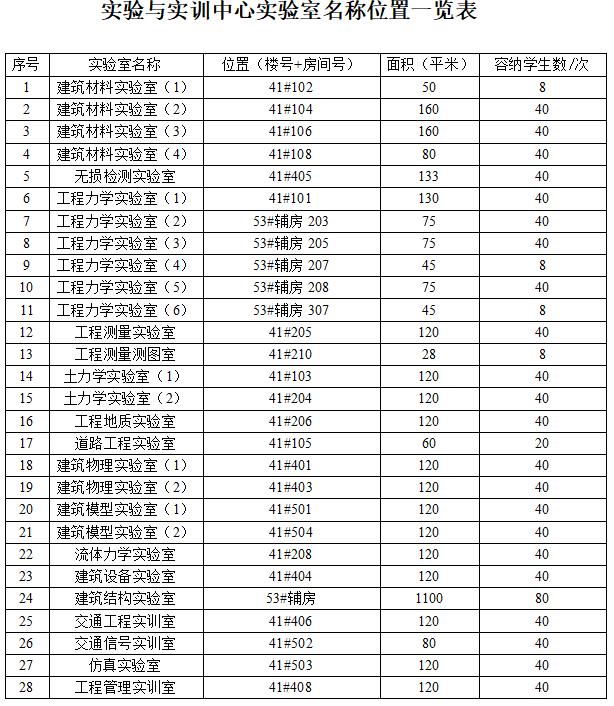 实验与实训中心实验室名称位置一览表
序号 实验室名称 位置（楼号+房间号） 面积（平米） 容纳学生数/次
1 建筑材料实验室（1） 41#102 50 8
2 建筑材料实验室（2） 41#104 160 40
3 建筑材料实验室（3） 41#106 160 40
4 建筑材料实验室（4） 41#108 80 40
5 无损检测实验室 41#405 133 40
6 工程力学实验室（1） 41#101 130 40
7 工程力学实验室（2） 53#辅房 203 75 40
8 工程力学实验室（3） 53#辅房 205 75 40
9 工程力学实验室（4） 53#辅房 207 45 8
10 工程力学实验室（5） 53#辅房 208 75 40
11 工程力学实验室（6） 53#辅房 307 45 8
12 工程测量实验室 41#205 120 40
13 工程测量测图室 41#210 28 8
14 土力学实验室（1） 41#103 120 40
15 土力学实验室（2） 41#204 120 40
16 工程地质实验室 41#206 120 40
17 道路工程实验室 41#105 60 20
18 建筑物理实验室（1） 41#401 120 40
19 建筑物理实验室（2） 41#403 120 40
20 建筑模型实验室（1） 41#501 120 40
21 建筑模型实验室（2） 41#504 120 40
22 流体力学实验室 41#208 120 40
23 建筑设备实验室 41#404 120 40
24 建筑结构实验室 53#辅房 1100 80
25 交通工程实训室 41#406 120 40
26 交通信号实训室 41#502 80 40
27 仿真实验室 41#503 120 40
28 工程管理实训室 41#408 120 40